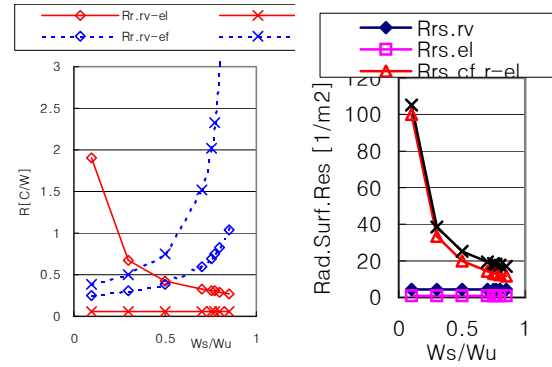 Rr.rv-el
Rr.rv-ef
3
2.5
2
1.5
1
0.5
0
R[C/W]
0 0.5 1
Ws/Wu
Rrs.rv
Rrs.el
Rrs.cf.r-el
120
100
80
60
40
20
0
Rad.Surf.Res [1/m2]
0 0.5 1
Ws/Wu